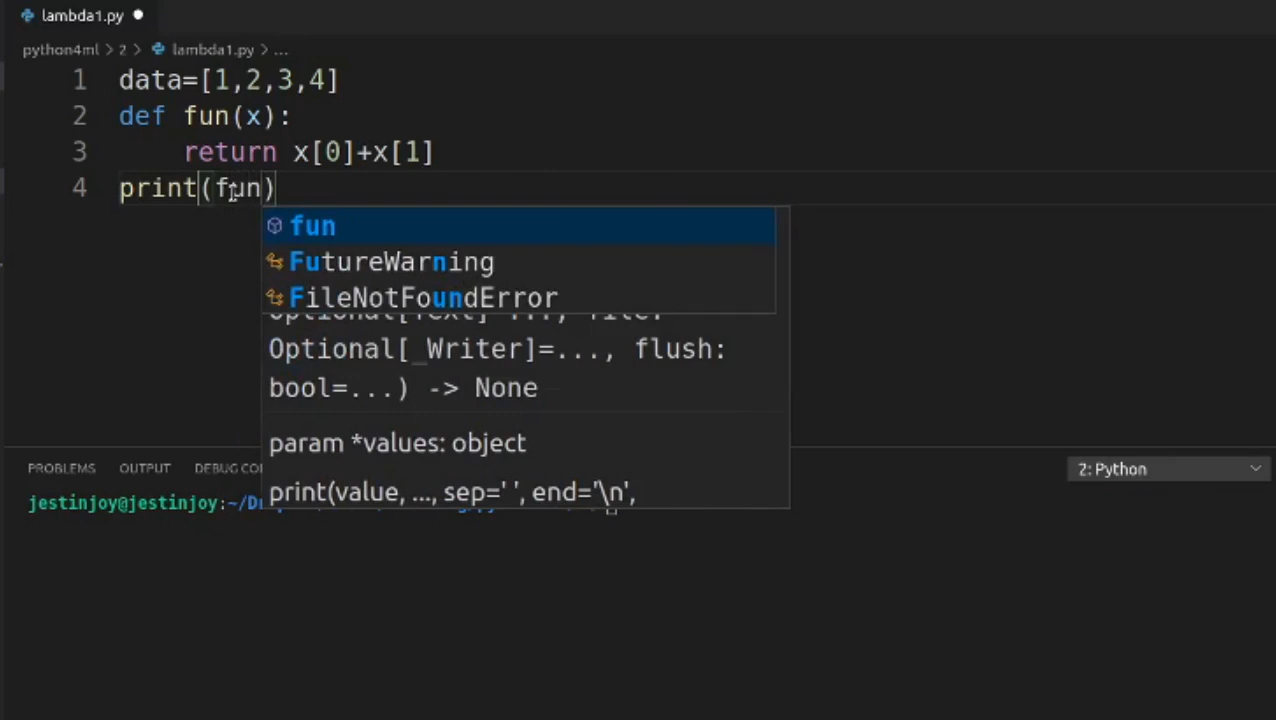 lambda1.py
python4ml > 2 > lambda1.py > ...
1 data=[1,2,3,4]
2 def fun(x):
3 return x[0]+x[1]
4 print(fun)
fun
FutureWarning
FileNotFoundError
Optional[_Writer]=..., flush:
bool=...) -> None
param *values: object
print(value, ..., sep=' ', end='\n',
PROBLEMS OUTPUT 2: Python
jestinjoy@jestinjoy:~/